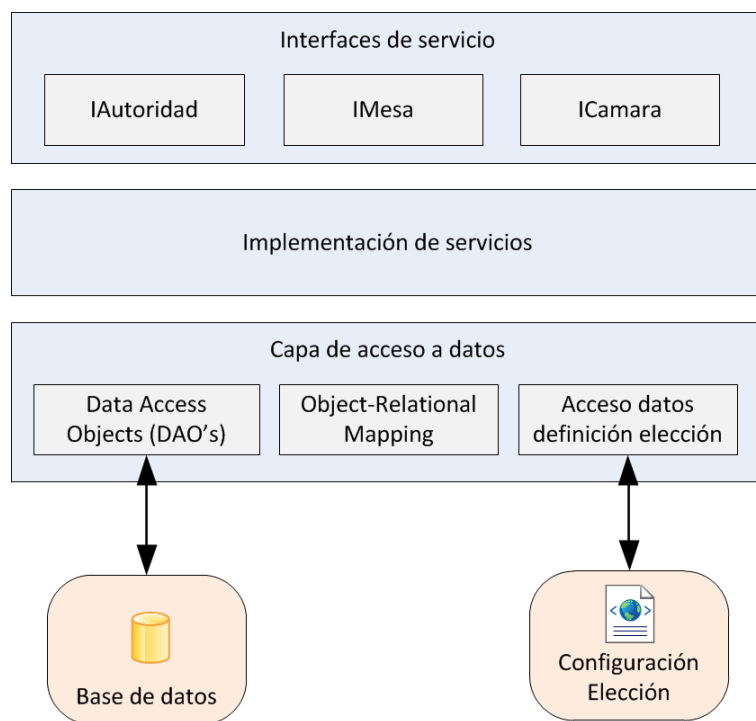 Interfaces de servicio
IAutoridad
IMesa
ICamara
Implementación de servicios
Capa de acceso a datos
Data Access
Objects (DAO's)
Object-Relational
Mapping
Acceso datos
definición elección
Base de datos
Configuración
Elección